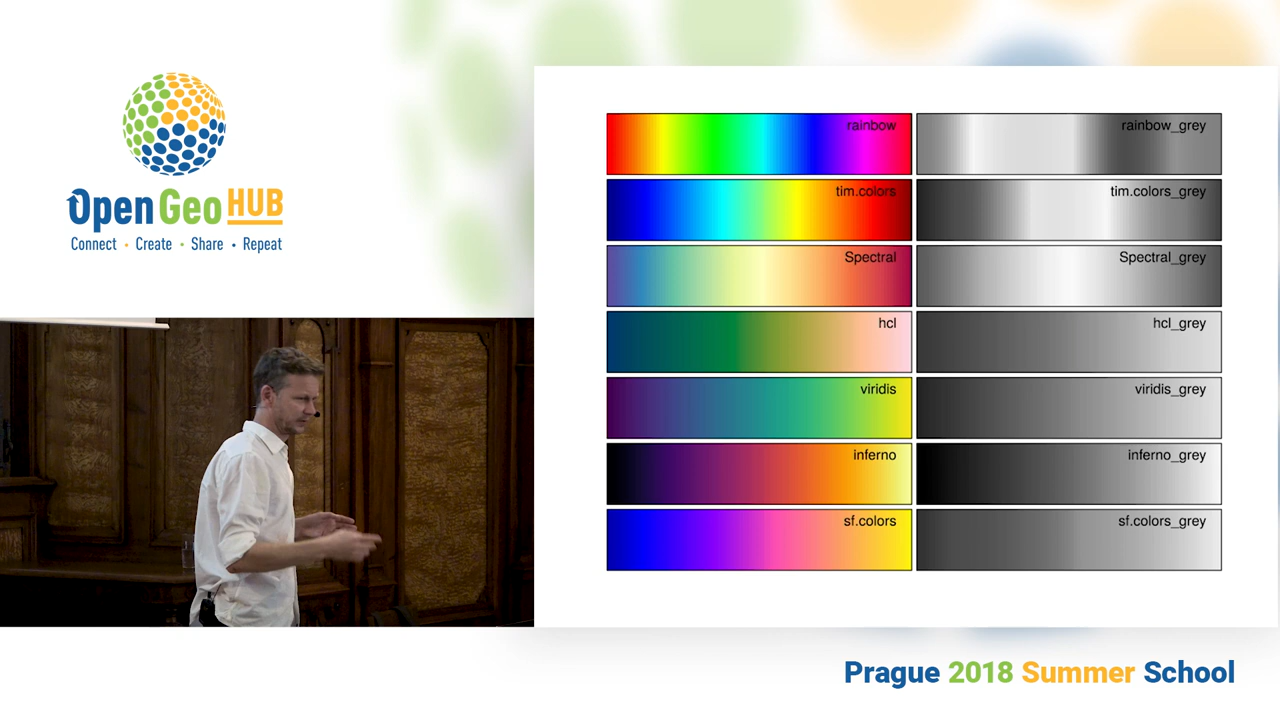 Open Geo HUB
Connect • Create • Share • Repeat
rainbow
rainbow_grey
tim.colors
tim.colors_grey
Spectral
Spectral_grey
hcl
hcl_grey
viridis
viridis_grey
inferno
inferno_grey
sf.colors
sf.colors_grey
Prague 2018 Summer School